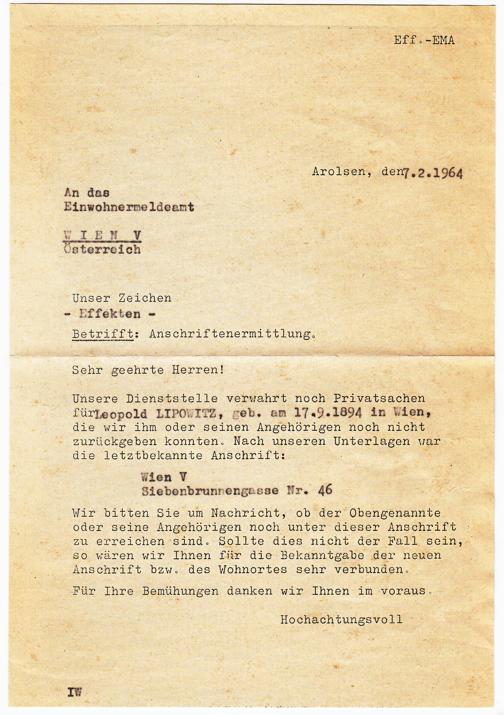 Eff.-EMA
Arolsen, den7.2.1964
An das
Einwohnermeldeamt
W I E N V
Österreich
Unser Zeichen
- Effekten -
Betrifft: Anschriftenermittlung.
Sehr geehrte Herren!
Unsere Dienststelle verwahrt noch Privatsachen
fürLeopold LIPOWITZ, geb. am 17.9.1894 in Wien,
die wir ihm oder seinen Angehörigen noch nicht
zurückgeben konnten. Nach unseren Unterlagen war
die letztbekannte Anschrift:
Wien V
Siebenbrunnengasse Nr. 46
Wir bitten Sie um Nachricht, ob der Obengenannte
oder seine Angehörigen noch unter dieser Anschrift
zu erreichen sind. Sollte dies nicht der Fall sein,
so wären wir Ihnen für die Bekanntgabe der neuen
Anschrift bzw. des Wohnortes sehr verbunden.
Für Ihre Bemühungen danken wir Ihnen im voraus.
Hochachtungsvoll
IW